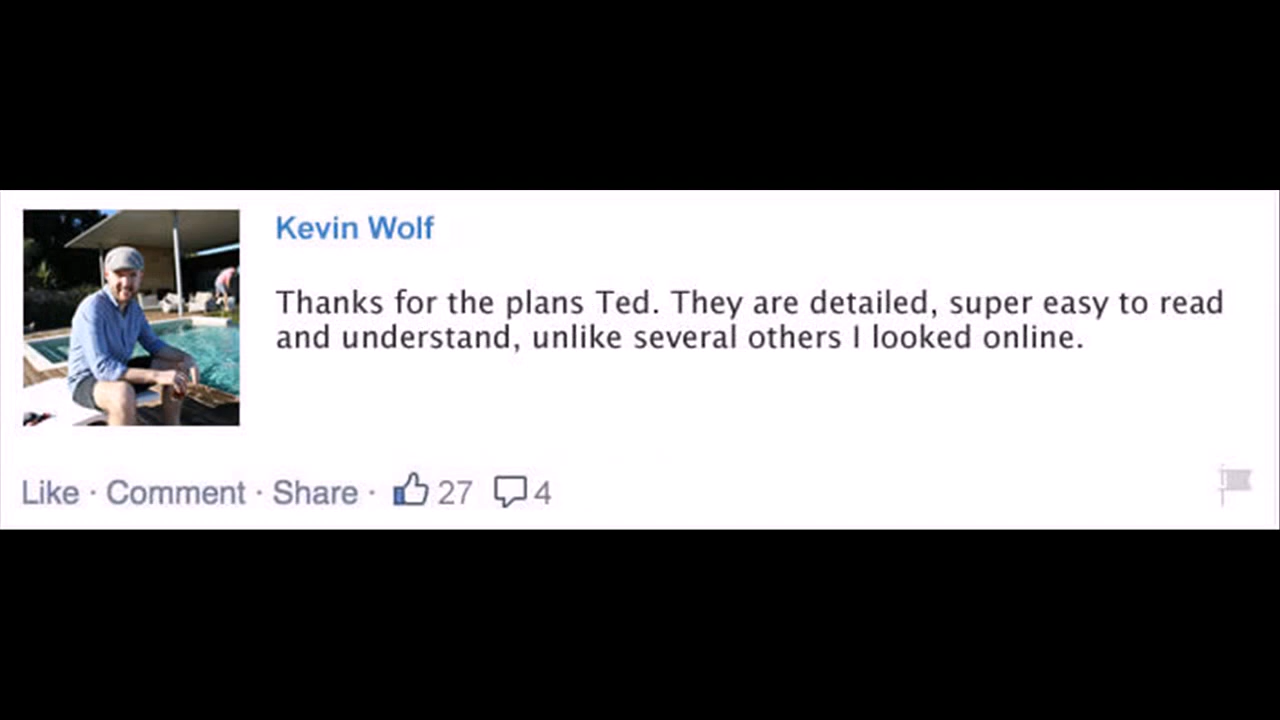 Kevin Wolf
Thanks for the plans Ted. They are detailed, super easy to read
and understand, unlike several others I looked online.
Like · Comment · Share · 27 4